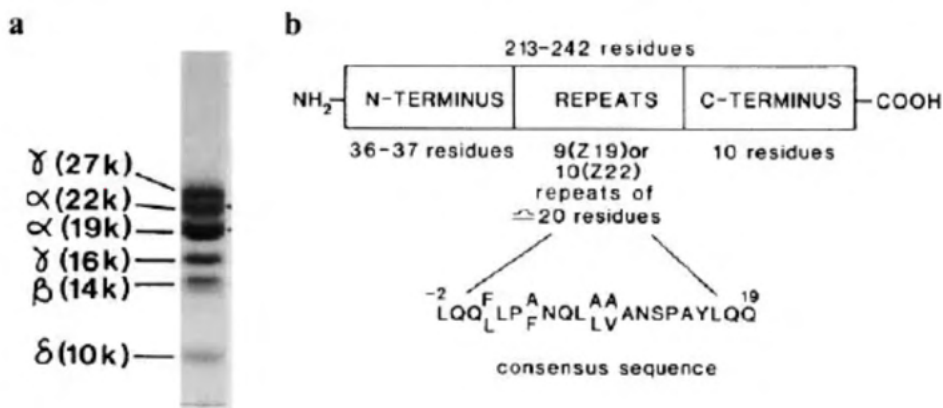 a
γ (27k)
α (22k)
α (19k)
γ (16k)
β (14k)
δ (10k)
b
213-242 residues
NH2 N-TERMINUS REPEATS C-TERMINUS COOH
36-37 residues 9(Z19)or 10 residues
10(Z22)
repeats of
≏20 residues
-2 F A AA 19
LQQ LP NQL ANSPAYLQQ
L F LV
consensus sequence